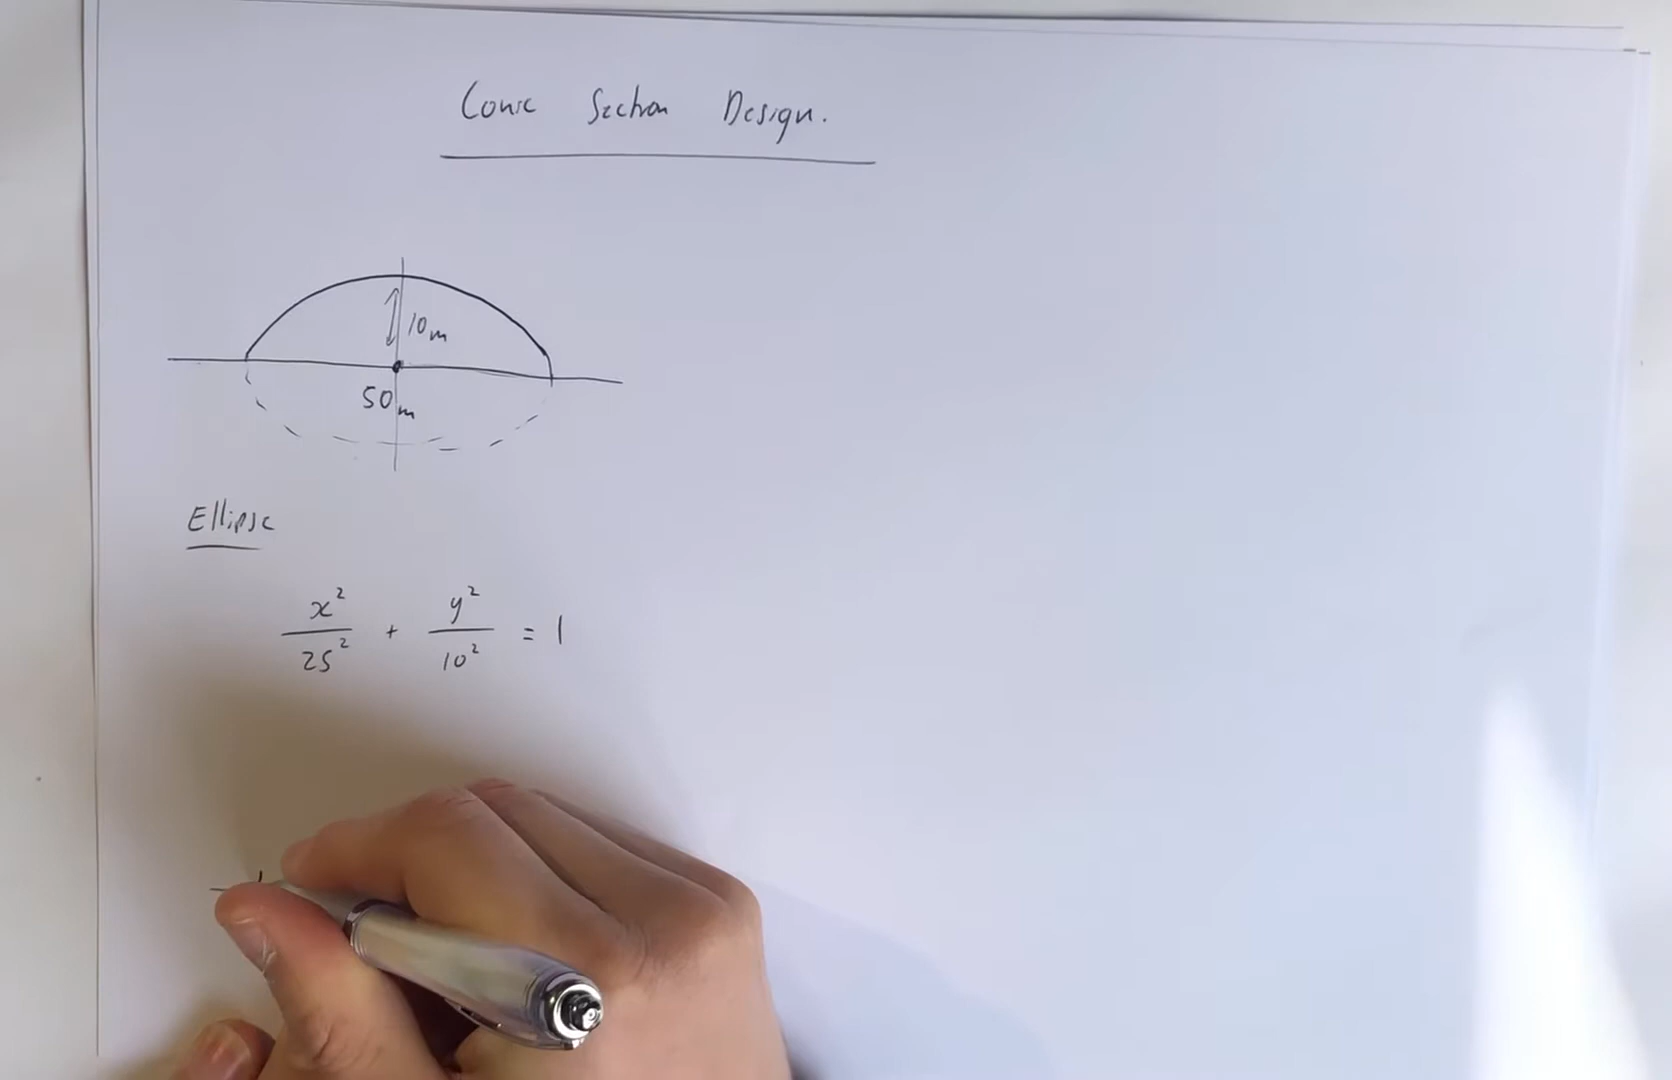 Conic Section Design.
10m
50m
Ellipse
x²/25² + y²/10² = 1